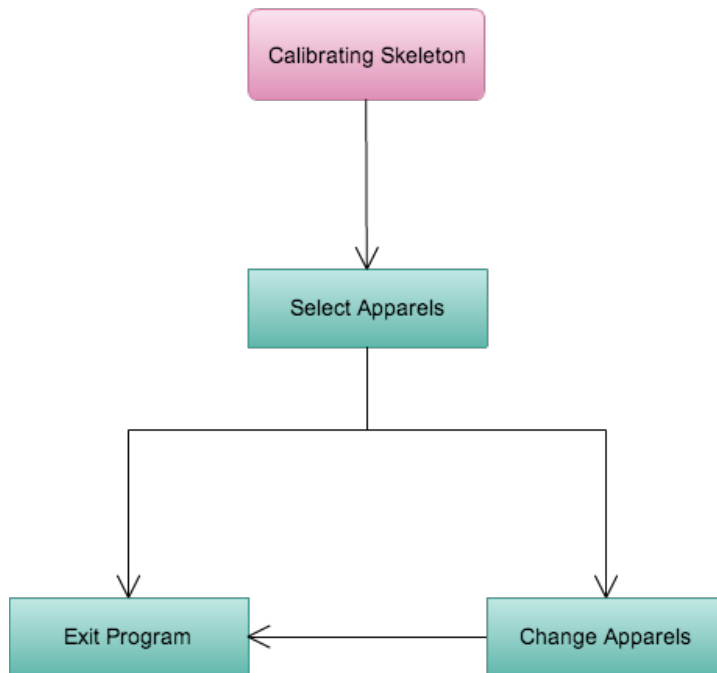 Calibrating Skeleton
Select Apparels
Exit Program
Change Apparels